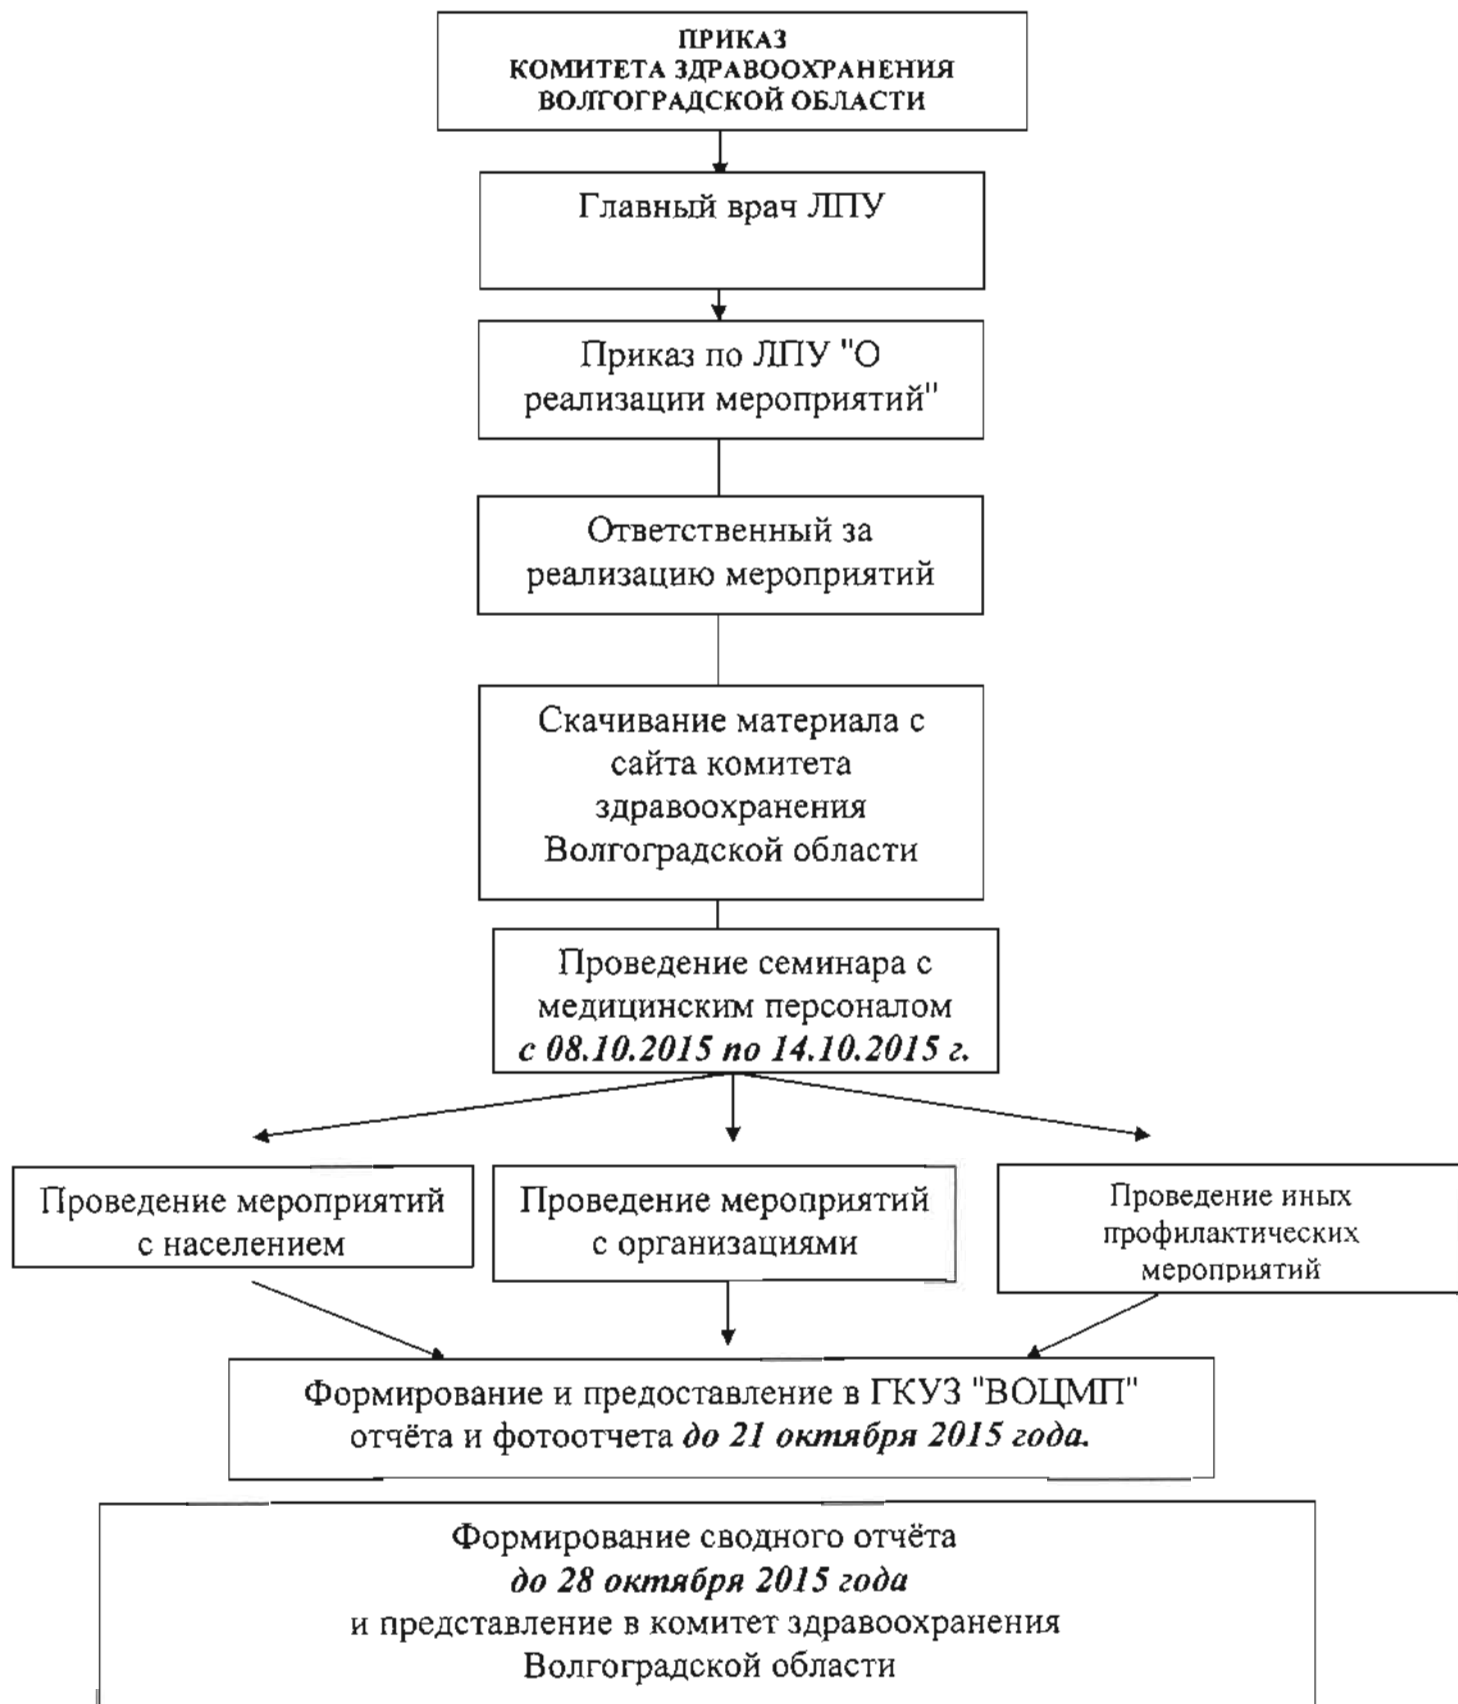 ПРИКАЗ
КОМИТЕТА ЗДРАВООХРАНЕНИЯ
ВОЛГОГРАДСКОЙ ОБЛАСТИ
Главный врач ЛПУ
Приказ по ЛПУ "О
реализации мероприятий"
Ответственный за
реализацию мероприятий
Скачивание материала с
сайта комитета
здравоохранения
Волгоградской области
Проведение семинара с
медицинским персоналом
с 08.10.2015 по 14.10.2015 г.
Проведение мероприятий
с населением
Проведение мероприятий
с организациями
Проведение иных
профилактических
мероприятий
Формирование и предоставление в ГКУЗ "ВОЦМП"
отчёта и фотоотчета до 21 октября 2015 года.
Формирование сводного отчёта
до 28 октября 2015 года
и представление в комитет здравоохранения
Волгоградской области